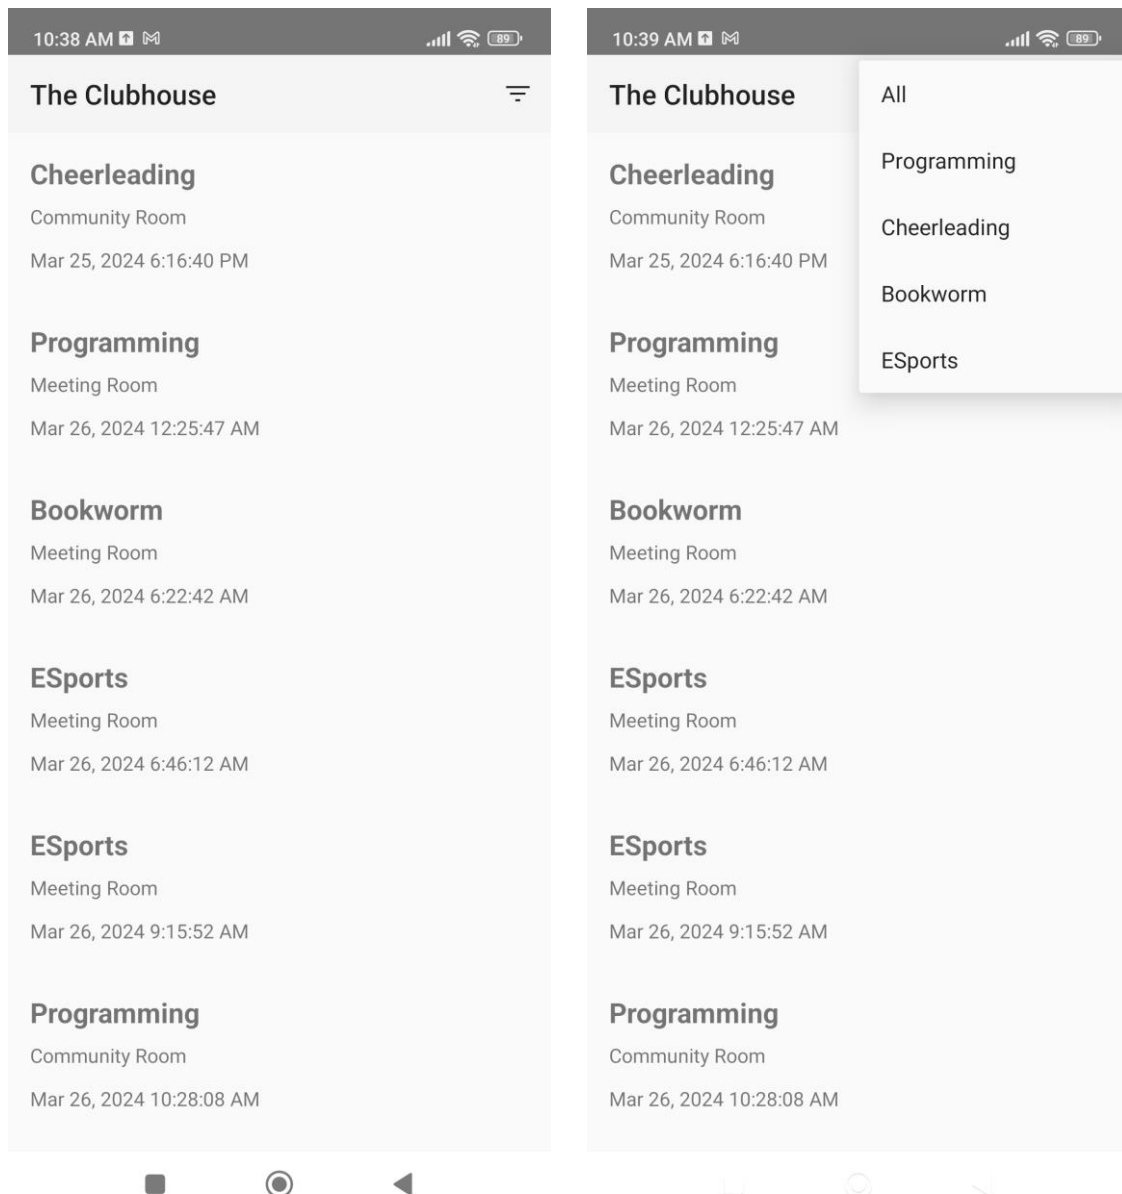 10:38 AM
89
The Clubhouse
Cheerleading
Community Room
Mar 25, 2024 6:16:40 PM
Programming
Meeting Room
Mar 26, 2024 12:25:47 AM
Bookworm
Meeting Room
Mar 26, 2024 6:22:42 AM
ESports
Meeting Room
Mar 26, 2024 6:46:12 AM
ESports
Meeting Room
Mar 26, 2024 9:15:52 AM
Programming
Community Room
Mar 26, 2024 10:28:08 AM
10:39 AM
89
The Clubhouse
All
Programming
Cheerleading
Bookworm
ESports
Cheerleading
Community Room
Mar 25, 2024 6:16:40 PM
Programming
Meeting Room
Mar 26, 2024 12:25:47 AM
Bookworm
Meeting Room
Mar 26, 2024 6:22:42 AM
ESports
Meeting Room
Mar 26, 2024 6:46:12 AM
ESports
Meeting Room
Mar 26, 2024 9:15:52 AM
Programming
Community Room
Mar 26, 2024 10:28:08 AM